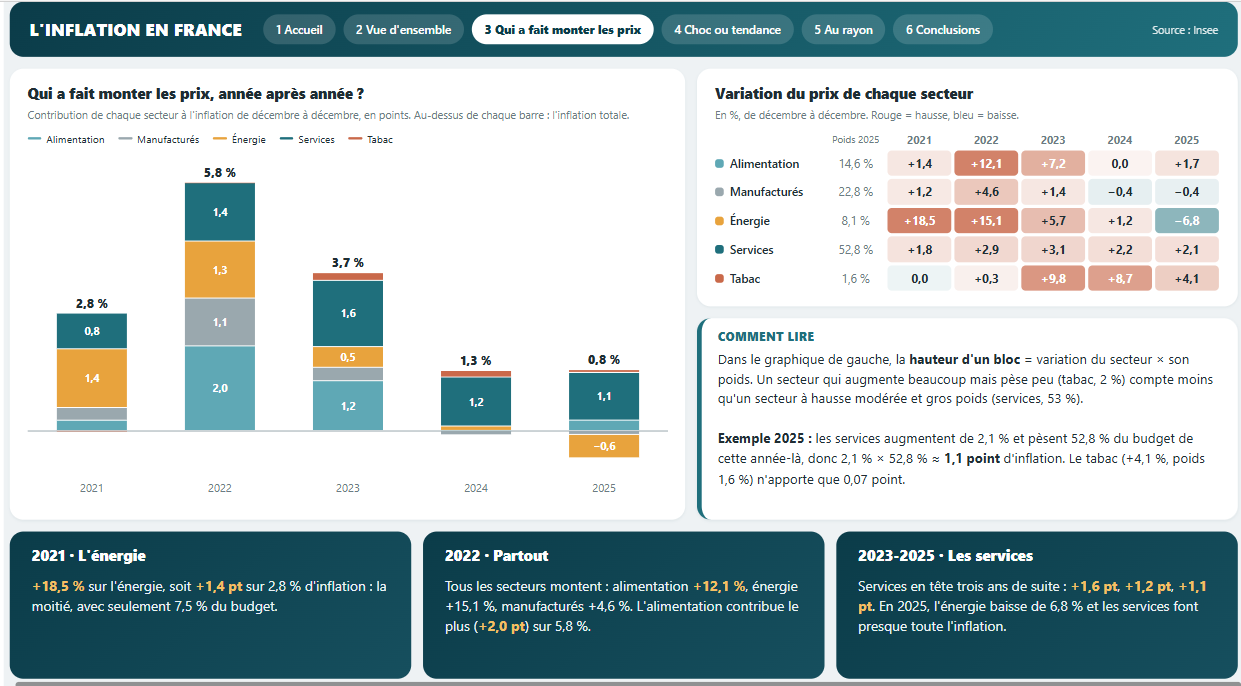 L'INFLATION EN FRANCE
1 Accueil
2 Vue d'ensemble
3 Qui a fait monter les prix
4 Choc ou tendance
5 Au rayon
6 Conclusions
Source : Insee
Qui a fait monter les prix, année après année ?
Contribution de chaque secteur à l'inflation de décembre à décembre, en points. Au-dessus de chaque barre : l'inflation totale.
Alimentation Manufacturés Énergie Services Tabac
5,8 %
1,4
1,3
3,7 %
2,8 %
1,6
0,8
1,1
0,5
1,3 %
0,8 %
1,4
2,0
1,2
1,2
1,1
−0,6
2021 2022 2023 2024 2025
Variation du prix de chaque secteur
En %, de décembre à décembre. Rouge = hausse, bleu = baisse.
Poids 2025 2021 2022 2023 2024 2025
Alimentation 14,6 % +1,4 +12,1 +7,2 0,0 +1,7
Manufacturés 22,8 % +1,2 +4,6 +1,4 −0,4 −0,4
Énergie 8,1 % +18,5 +15,1 +5,7 +1,2 −6,8
Services 52,8 % +1,8 +2,9 +3,1 +2,2 +2,1
Tabac 1,6 % 0,0 +0,3 +9,8 +8,7 +4,1
COMMENT LIRE
Dans le graphique de gauche, la hauteur d'un bloc = variation du secteur × son
poids. Un secteur qui augmente beaucoup mais pèse peu (tabac, 2 %) compte moins
qu'un secteur à hausse modérée et gros poids (services, 53 %).
Exemple 2025 : les services augmentent de 2,1 % et pèsent 52,8 % du budget de
cette année-là, donc 2,1 % × 52,8 % ≈ 1,1 point d'inflation. Le tabac (+4,1 %, poids
1,6 %) n'apporte que 0,07 point.
2021 · L'énergie
+18,5 % sur l'énergie, soit +1,4 pt sur 2,8 % d'inflation : la
moitié, avec seulement 7,5 % du budget.
2022 · Partout
Tous les secteurs montent : alimentation +12,1 %, énergie
+15,1 %, manufacturés +4,6 %. L'alimentation contribue le
plus (+2,0 pt) sur 5,8 %.
2023-2025 · Les services
Services en tête trois ans de suite : +1,6 pt, +1,2 pt, +1,1
pt. En 2025, l'énergie baisse de 6,8 % et les services font
presque toute l'inflation.